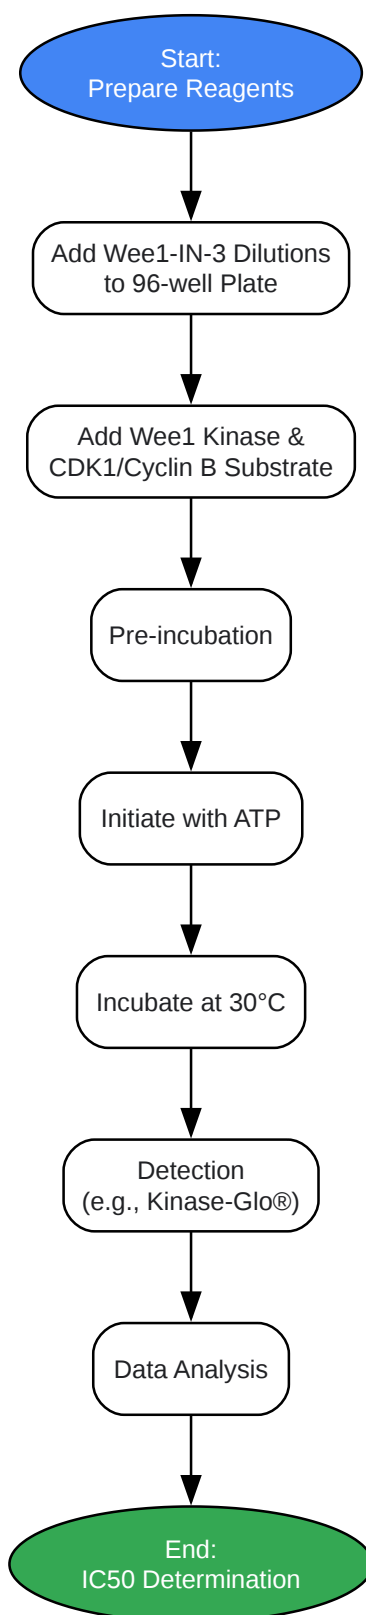 Start:
Prepare Reagents
Add Wee1-IN-3 Dilutions
to 96-well Plate
Add Wee1 Kinase &
CDK1/Cyclin B Substrate
Pre-incubation
Initiate with ATP
Incubate at 30°C
Detection
(e.g., Kinase-Glo®)
Data Analysis
End:
IC50 Determination